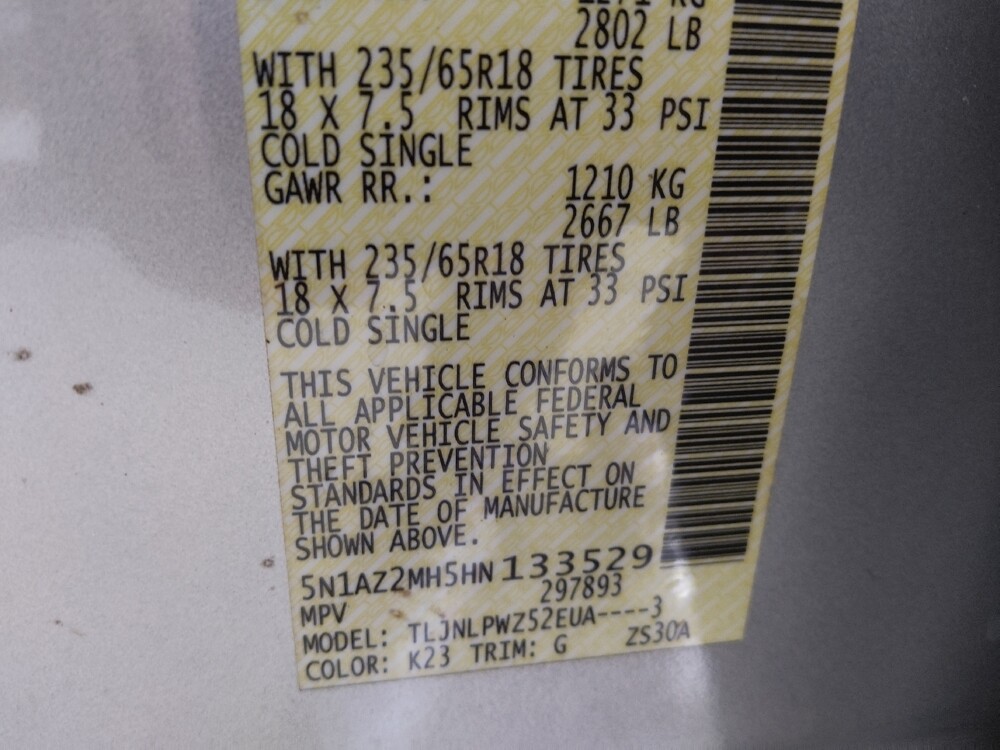 2802 LB
WITH 235/65R18 TIRES
18 X 7.5 RIMS AT 33 PSI
COLD SINGLE
GAWR RR.: 1210 KG
2667 LB
WITH 235/65R18 TIRES
18 X 7.5 RIMS AT 33 PSI
COLD SINGLE
THIS VEHICLE CONFORMS TO
ALL APPLICABLE FEDERAL
MOTOR VEHICLE SAFETY AND
THEFT PREVENTION
STANDARDS IN EFFECT ON
THE DATE OF MANUFACTURE
SHOWN ABOVE.
5N1AZ2MH5HN 133529
MPV 297893
MODEL: TLJNLPWZ52EUA----3
COLOR: K23 TRIM: G ZS30A